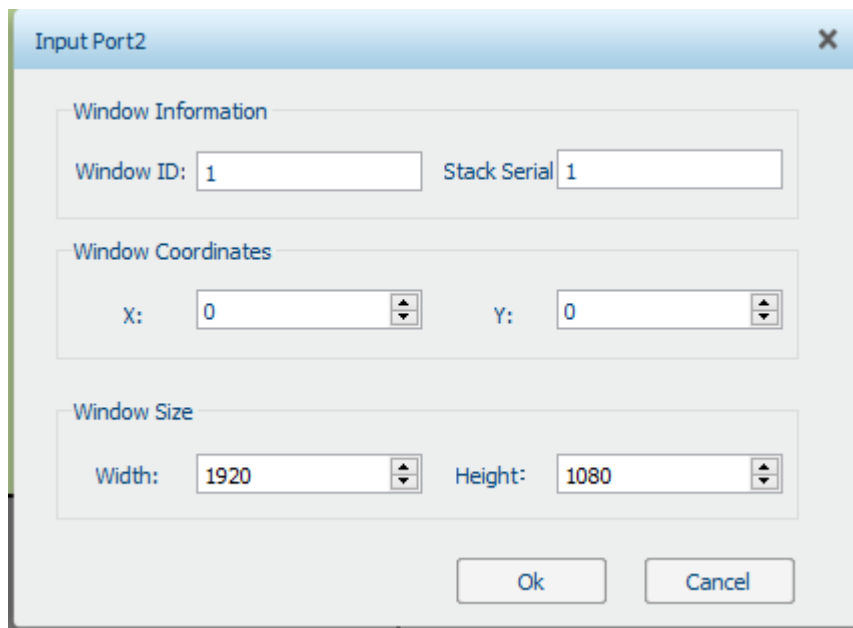 Input Port2
Window Information
Window ID: 1 Stack Serial 1
Window Coordinates
X: 0 Y: 0
Window Size
Width: 1920 Height: 1080
Ok Cancel